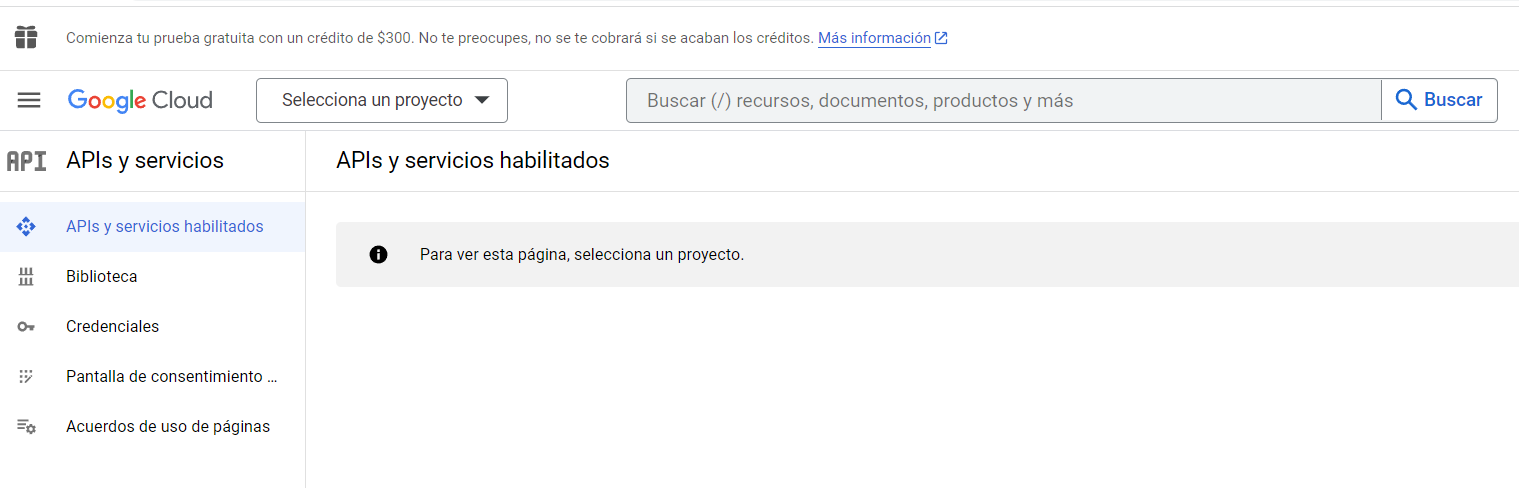 Comienza tu prueba gratuita con un crédito de $300. No te preocupes, no se te cobrará si se acaban los créditos. Más información
Google Cloud
Selecciona un proyecto
Buscar (/) recursos, documentos, productos y más
Buscar
API
APIs y servicios
APIs y servicios habilitados
APIs y servicios habilitados
Biblioteca
Credenciales
Pantalla de consentimiento ...
Acuerdos de uso de páginas
Para ver esta página, selecciona un proyecto.